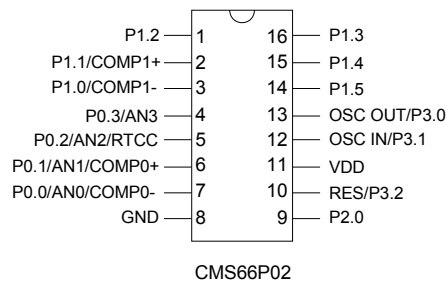 P1.2 1 16 P1.3
P1.1/COMP1+ 2 15 P1.4
P1.0/COMP1- 3 14 P1.5
P0.3/AN3 4 13 OSC OUT/P3.0
P0.2/AN2/RTCC 5 12 OSC IN/P3.1
P0.1/AN1/COMP0+ 6 11 VDD
P0.0/AN0/COMP0- 7 10 RES/P3.2
GND 8 9 P2.0
CMS66P02